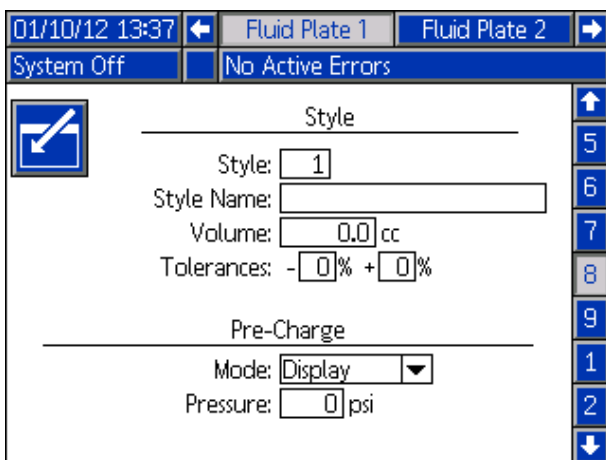 01/10/12 13:37 Fluid Plate 1 Fluid Plate 2
System Off No Active Errors
Style
5
Style: 1
6
Style Name:
7
Volume: 0.0 cc
Tolerances: - 0% + 0%
8
9
Pre-Charge
1
Mode: Display
2
Pressure: 0 psi